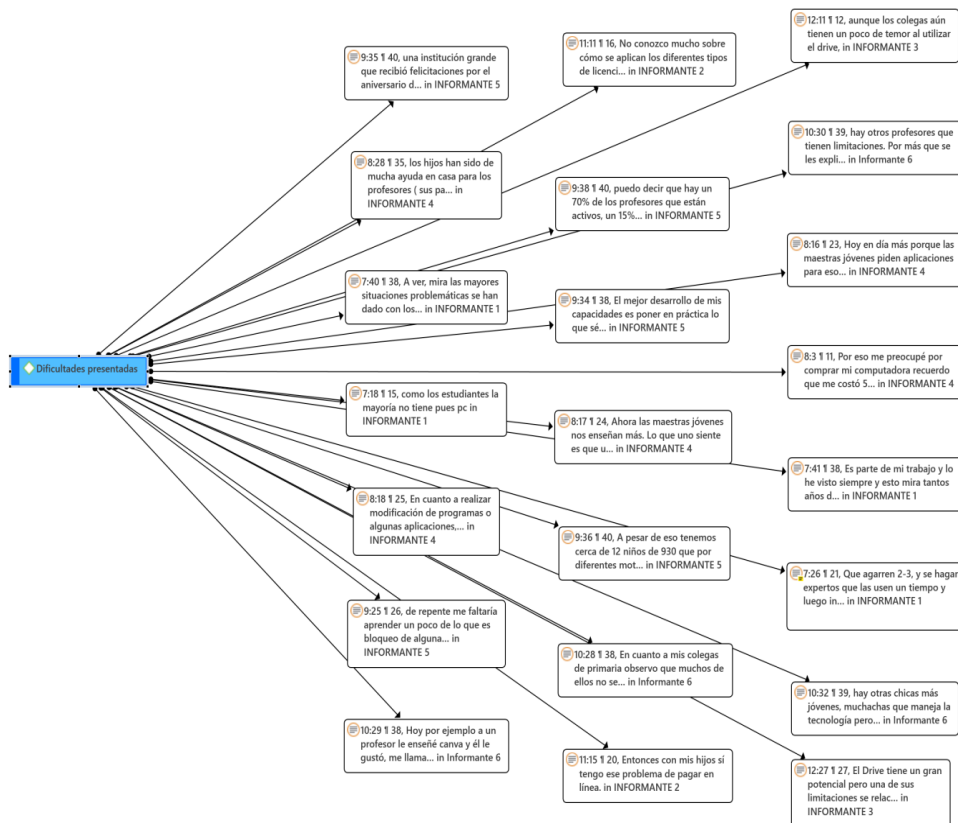 Dificultades presentadas
9:35 ¶ 40, una institución grande
que recibió felicitaciones por el
aniversario d... in INFORMANTE 5
8:28 ¶ 35, los hijos han sido de
mucha ayuda en casa para los
profesores ( sus pa... in
INFORMANTE 4
7:40 ¶ 38, A ver, mira las mayores
situaciones problemáticas se han
dado con los... in INFORMANTE 1
7:18 ¶ 15, como los estudiantes la
mayoría no tiene pues pc in
INFORMANTE 1
8:18 ¶ 25, En cuanto a realizar
modificación de programas o
algunas aplicaciones,... in
INFORMANTE 4
9:25 ¶ 26, de repente me faltaría
aprender un poco de lo que es
bloqueo de alguna... in
INFORMANTE 5
10:29 ¶ 38, Hoy por ejemplo a un
profesor le enseñé canva y él le
gustó, me llama... in Informante 6
11:11 ¶ 16, No conozco mucho sobre
cómo se aplican los diferentes tipos
de licenci... in INFORMANTE 2
9:38 ¶ 40, puedo decir que hay un
70% de los profesores que están
activos, un 15%... in INFORMANTE 5
9:34 ¶ 38, El mejor desarrollo de mis
capacidades es poner en práctica lo
que sé... in INFORMANTE 5
8:17 ¶ 24, Ahora las maestras jóvenes
nos enseñan más. Lo que uno siente
es que u... in INFORMANTE 4
9:36 ¶ 40, A pesar de eso tenemos
cerca de 12 niños de 930 que por
diferentes mot... in INFORMANTE 5
10:28 ¶ 38, En cuanto a mis colegas
de primaria observo que muchos de
ellos no se... in Informante 6
11:15 ¶ 20, Entonces con mis hijos sí
tengo ese problema de pagar en
línea. in INFORMANTE 2
12:11 ¶ 12, aunque los colegas aún
tienen un poco de temor al utilizar
el drive, in INFORMANTE 3
10:30 ¶ 39, hay otros profesores que
tienen limitaciones. Por más que se
les expli... in Informante 6
8:16 ¶ 23, Hoy en día más porque las
maestras jóvenes piden aplicaciones
para eso... in INFORMANTE 4
8:3 ¶ 11, Por eso me preocupé por
comprar mi computadora recuerdo
que me costó 5... in INFORMANTE 4
7:41 ¶ 38, Es parte de mi trabajo y lo
he visto siempre y esto mira tantos
años d... in INFORMANTE 1
7:26 ¶ 21, Que agarren 2-3, y se hagan
expertos que las usen un tiempo y
luego in... in INFORMANTE 1
10:32 ¶ 39, hay otras chicas más
jóvenes, muchachas que maneja la
tecnología pero... in Informante 6
12:27 ¶ 27, El Drive tiene un gran
potencial pero una de sus
limitaciones se relac... in
INFORMANTE 3